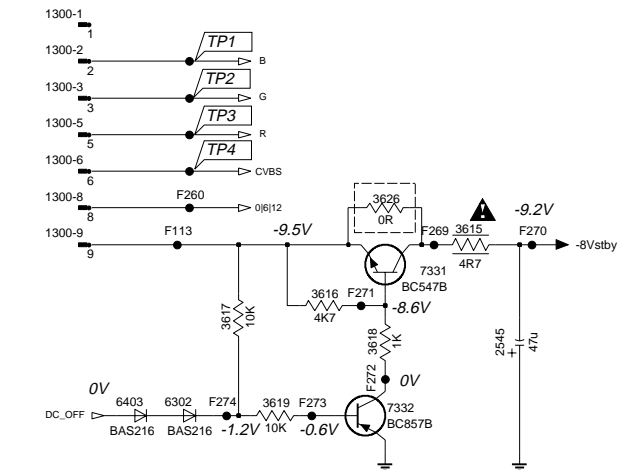 1300-1
1
1300-2
2
TP1
B
1300-3
3
TP2
G
1300-5
5
TP3
R
1300-6
6
TP4
CVBS
1300-8
8
F260
0|6|12
1300-9
9
F113
-9.5V
3626
0R
F269
3615
4R7
-9.2V
F270
-8Vstby
7331
BC547B
3617
10K
3616
4K7
F271
-8.6V
3618
1K
2545
47u
+
F272
0V
0V
DC_OFF
6403
BAS216
6302
BAS216
F274
-1.2V
3619
10K
F273
-0.6V
7332
BC857B